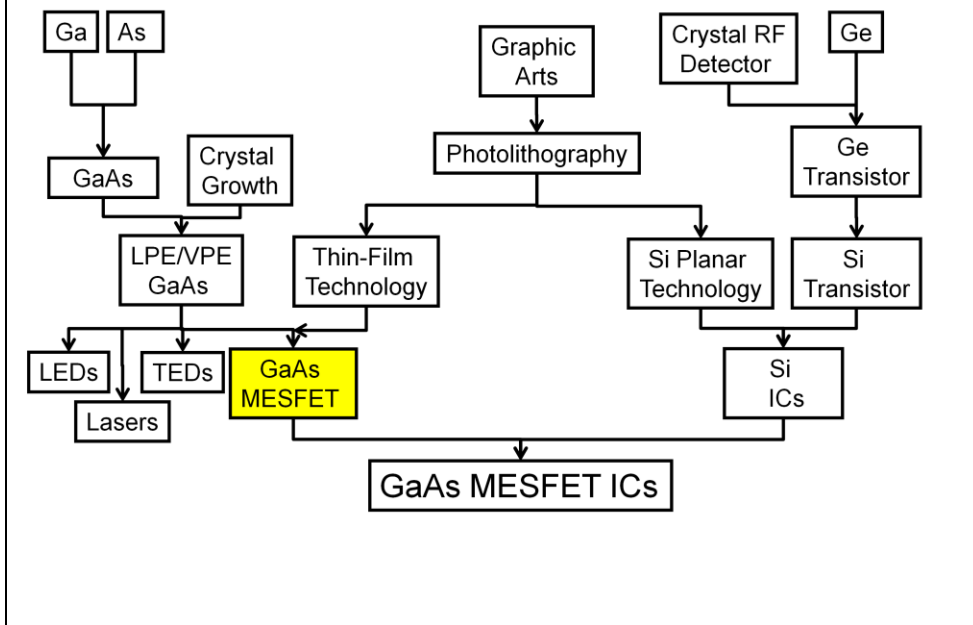 Ga
As
Graphic
Arts
Crystal RF
Detector
Ge
GaAs
Crystal
Growth
Photolithography
Ge
Transistor
LPE/VPE
GaAs
Thin-Film
Technology
Si Planar
Technology
Si
Transistor
LEDs
Lasers
TEDs
GaAs
MESFET
Si
ICs
GaAs MESFET ICs